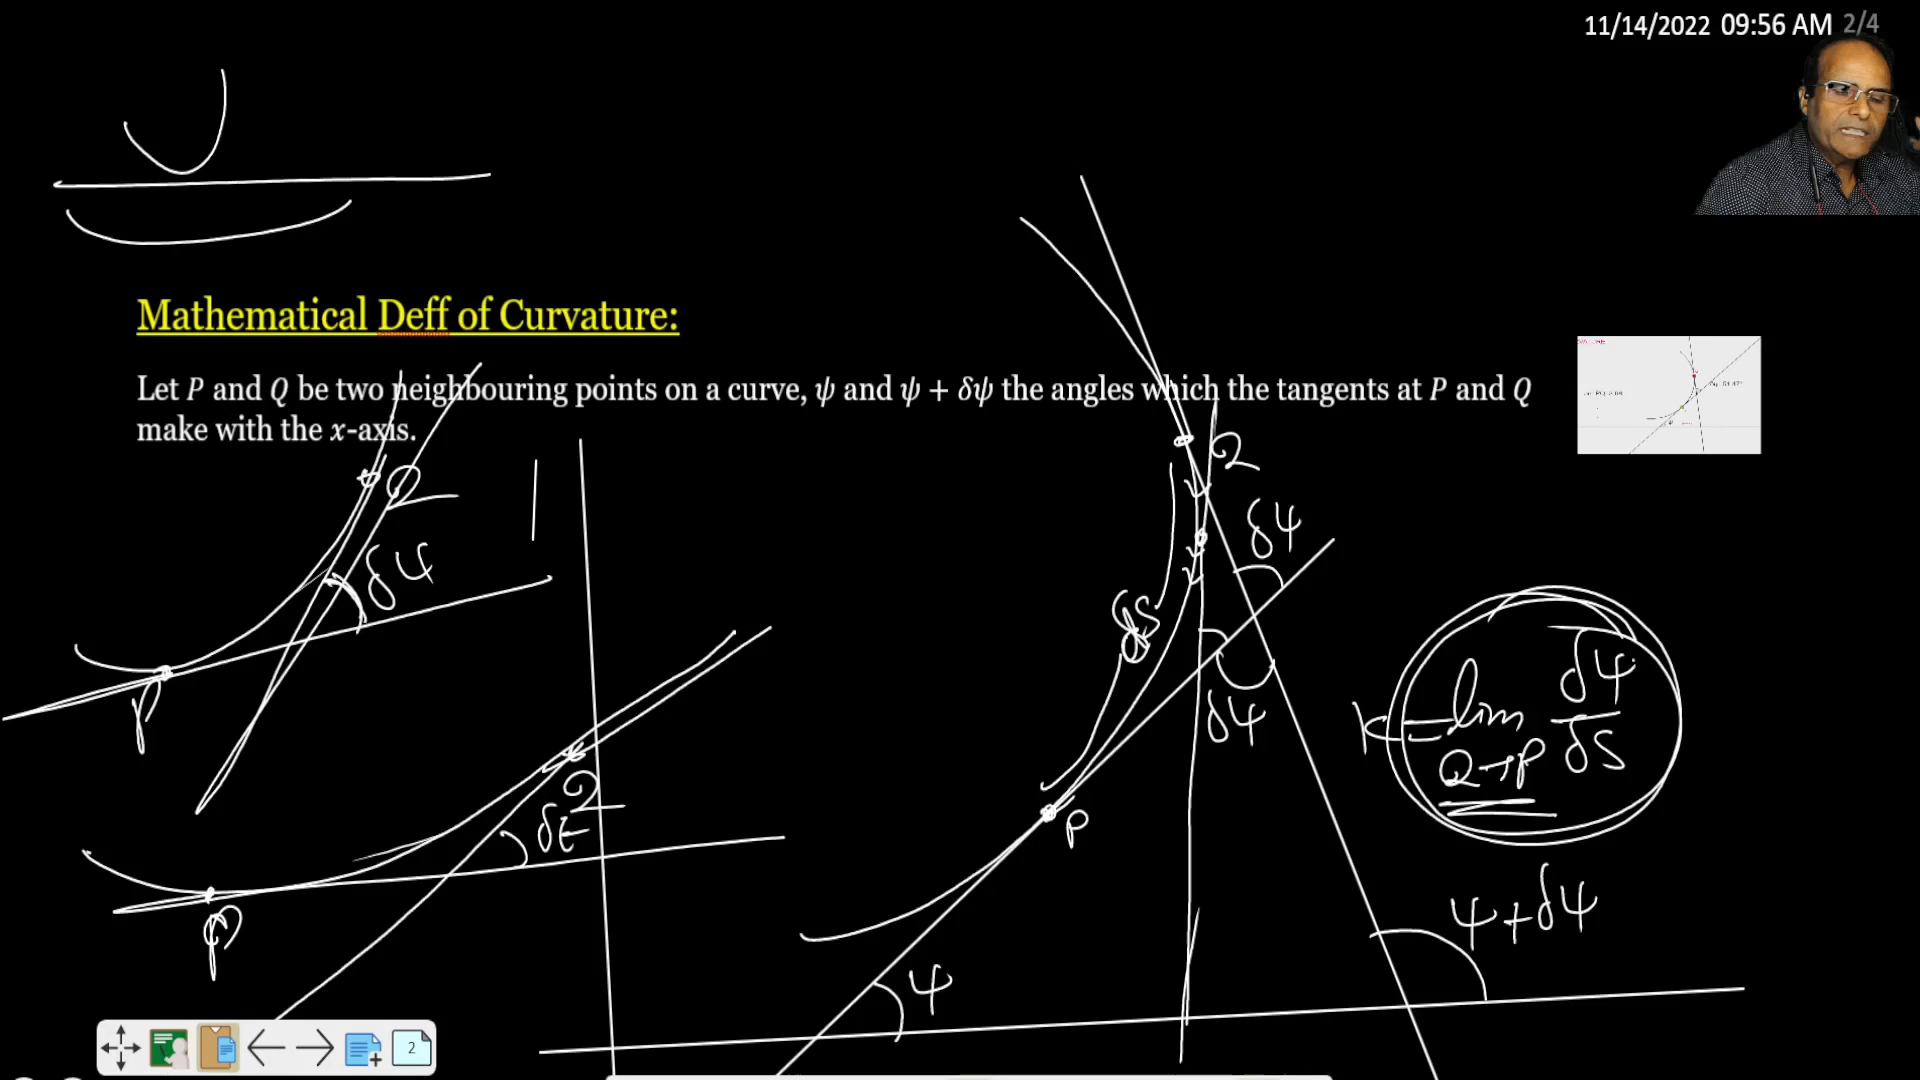 11/14/2022 09:56 AM 2/4
Mathematical Deff of Curvature:
Let P and Q be two neighbouring points on a curve, ψ and ψ + δψ the angles which the tangents at P and Q
make with the x-axis.
Q
δψ
P
Q
P
Q
δψ
δs
δψ
P
K = lim Q→P δψ/δs
ψ+δψ
ψ
2